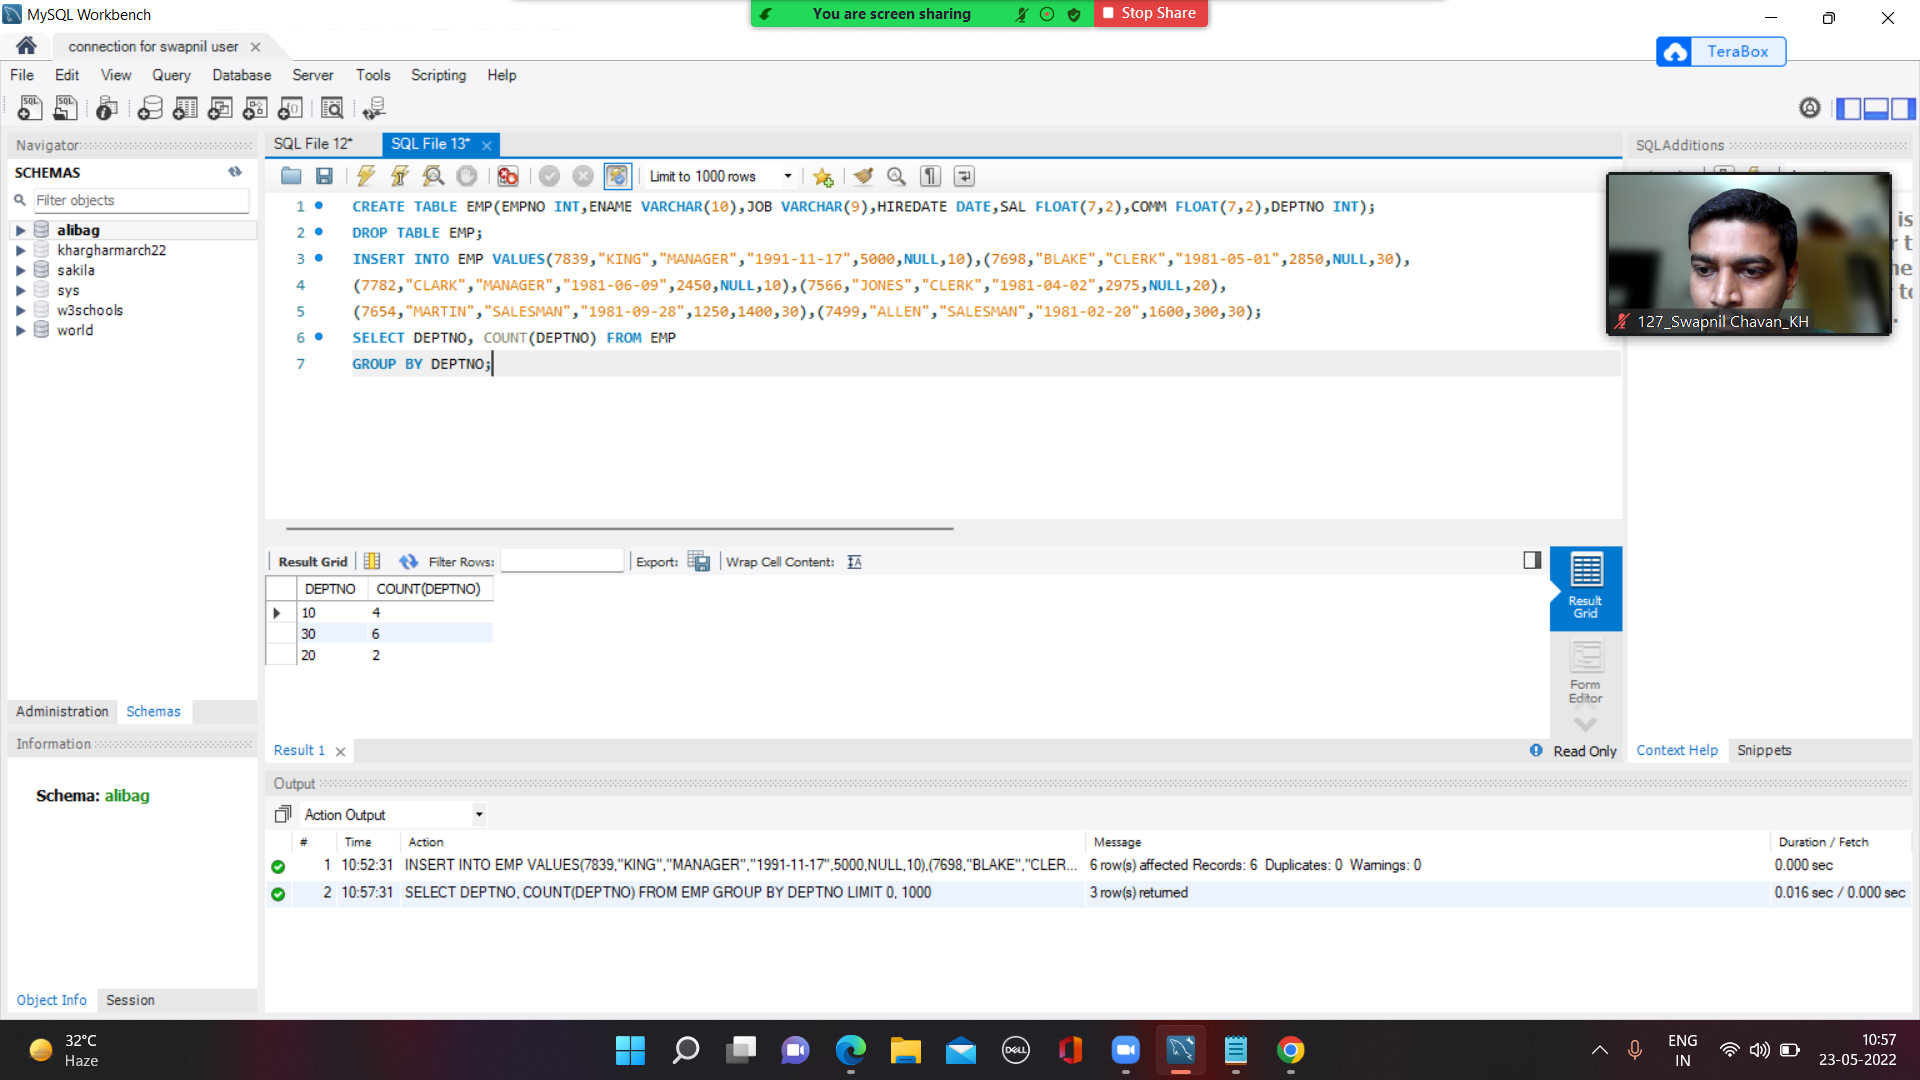 MySQL Workbench
You are screen sharing
Stop Share
connection for swapnil user
TeraBox
File Edit View Query Database Server Tools Scripting Help
Navigator
SCHEMAS
Filter objects
alibag
khargharmarch22
sakila
sys
w3schools
world
SQL File 12*
SQL File 13*
Limit to 1000 rows
1 CREATE TABLE EMP(EMPNO INT,ENAME VARCHAR(10),JOB VARCHAR(9),HIREDATE DATE,SAL FLOAT(7,2),COMM FLOAT(7,2),DEPTNO INT);
2 DROP TABLE EMP;
3 INSERT INTO EMP VALUES(7839,"KING","MANAGER","1991-11-17",5000,NULL,10),(7698,"BLAKE","CLERK","1981-05-01",2850,NULL,30),
4 (7782,"CLARK","MANAGER","1981-06-09",2450,NULL,10),(7566,"JONES","CLERK","1981-04-02",2975,NULL,20),
5 (7654,"MARTIN","SALESMAN","1981-09-28",1250,1400,30),(7499,"ALLEN","SALESMAN","1981-02-20",1600,300,30);
6 SELECT DEPTNO, COUNT(DEPTNO) FROM EMP
7 GROUP BY DEPTNO;
SQLAdditions
127_Swapnil Chavan_KH
Result Grid Filter Rows: Export: Wrap Cell Content:
DEPTNO COUNT(DEPTNO)
10 4
30 6
20 2
Result
Grid
Form
Editor
Administration Schemas
Information
Schema: alibag
Object Info Session
Result 1
Read Only
Context Help Snippets
Output
Action Output
# Time Action Message Duration / Fetch
1 10:52:31 INSERT INTO EMP VALUES(7839,"KING","MANAGER","1991-11-17",5000,NULL,10),(7698,"BLAKE","CLER... 6 row(s) affected Records: 6 Duplicates: 0 Warnings: 0 0.000 sec
2 10:57:31 SELECT DEPTNO, COUNT(DEPTNO) FROM EMP GROUP BY DEPTNO LIMIT 0, 1000 3 row(s) returned 0.016 sec / 0.000 sec
32°C
Haze
DELL
ENG
IN
10:57
23-05-2022